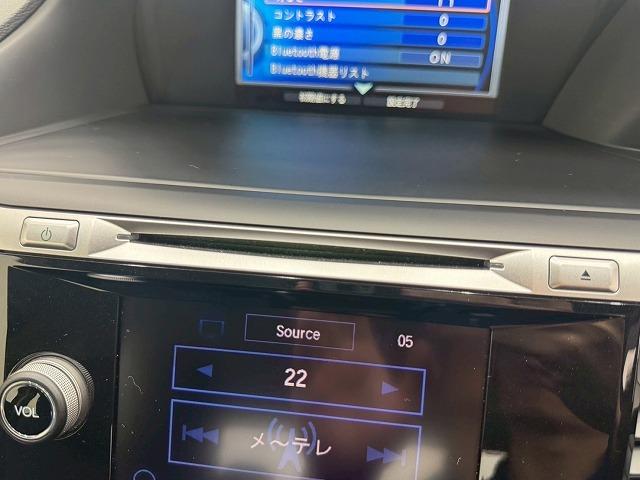 コントラスト 0
黒の濃さ 0
Bluetooth電源 ON
Bluetooth機器リスト
初期値にする 設定完了
Source 05
22
VOL
メ〜テレ